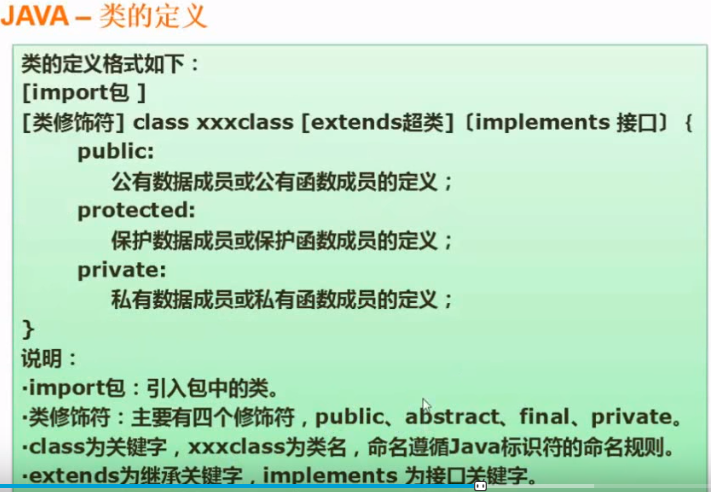 JAVA – 类的定义
类的定义格式如下：
[import包 ]
[类修饰符] class xxxclass [extends超类]〔implements 接口〕{
public:
公有数据成员或公有函数成员的定义；
protected:
保护数据成员或保护函数成员的定义；
private:
私有数据成员或私有函数成员的定义；
}
说明：
·import包：引入包中的类。
·类修饰符：主要有四个修饰符，public、abstract、final、private。
·class为关键字，xxxclass为类名，命名遵循Java标识符的命名规则。
·extends为继承关键字，implements 为接口关键字。